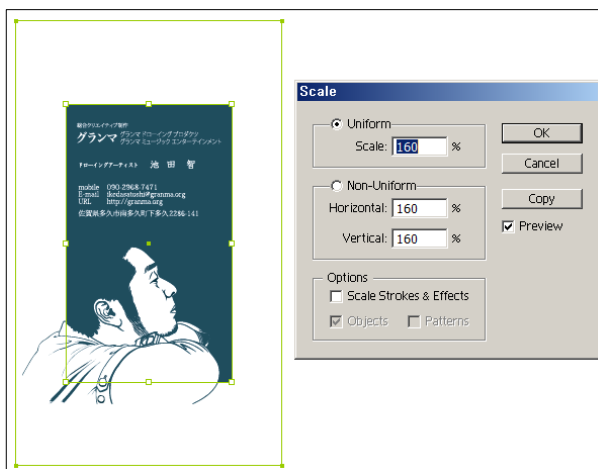 総合クリエイティブ製作
グランマ
グランマ ドローイング プロダクツ
グランマ ミュージック エンターテインメント
ドローイングアーティスト 池田 智
mobile 090-2968-7471
E-mail ikedasatoshi@granma.org
URL http://granma.org
佐賀県多久市南多久町下多久2286-141
Scale
Uniform
Scale: 160 %
Non-Uniform
Horizontal: 160 %
Vertical: 160 %
Options
Scale Strokes & Effects
Objects Patterns
OK
Cancel
Copy
Preview